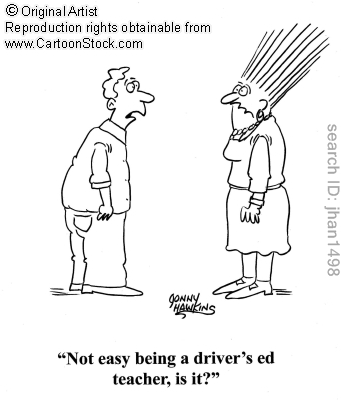 © Original Artist
Reproduction rights obtainable from
www.CartoonStock.com
search ID: jhan1498
JONNY
HAWKINS
“Not easy being a driver’s ed
teacher, is it?”